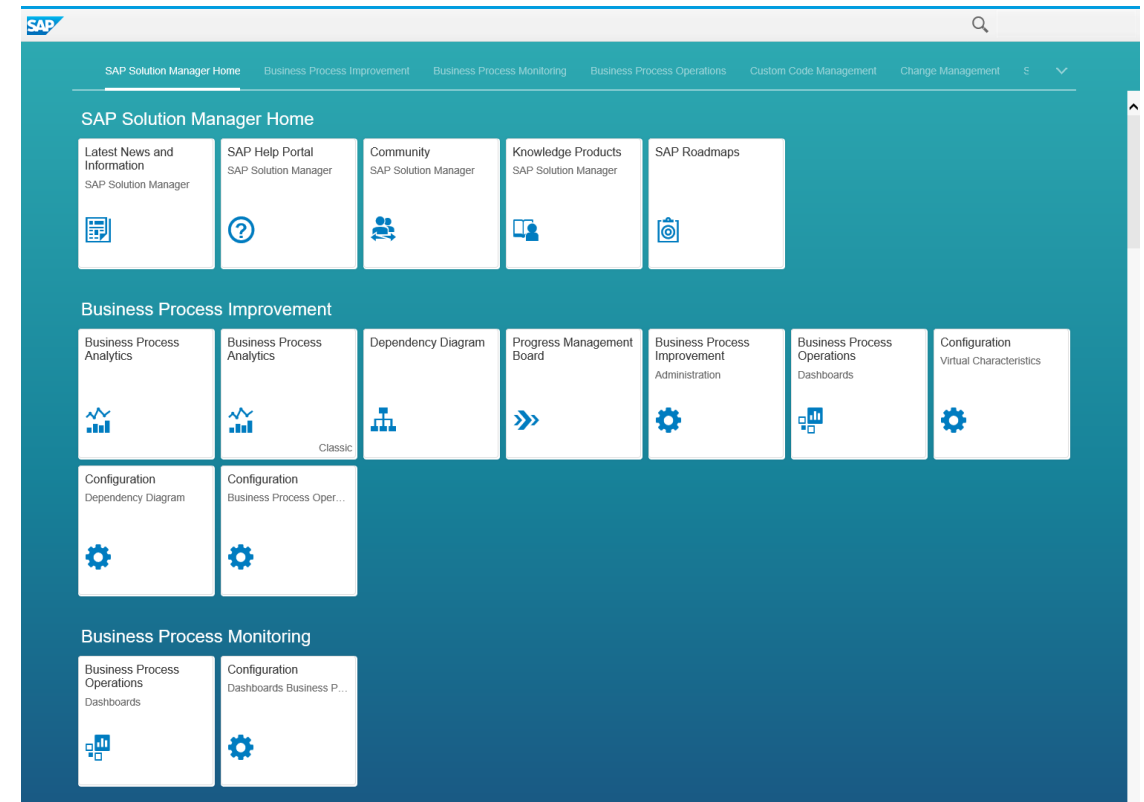 SAP
SAP Solution Manager Home Business Process Improvement Business Process Monitoring Business Process Operations Custom Code Management Change Management S
SAP Solution Manager Home
Latest News and
Information
SAP Solution Manager
SAP Help Portal
SAP Solution Manager
Community
SAP Solution Manager
Knowledge Products
SAP Solution Manager
SAP Roadmaps
Business Process Improvement
Business Process
Analytics
Business Process
Analytics
Classic
Dependency Diagram
Progress Management
Board
Business Process
Improvement
Administration
Business Process
Operations
Dashboards
Configuration
Virtual Characteristics
Configuration
Dependency Diagram
Configuration
Business Process Oper...
Business Process Monitoring
Business Process
Operations
Dashboards
Configuration
Dashboards Business P...